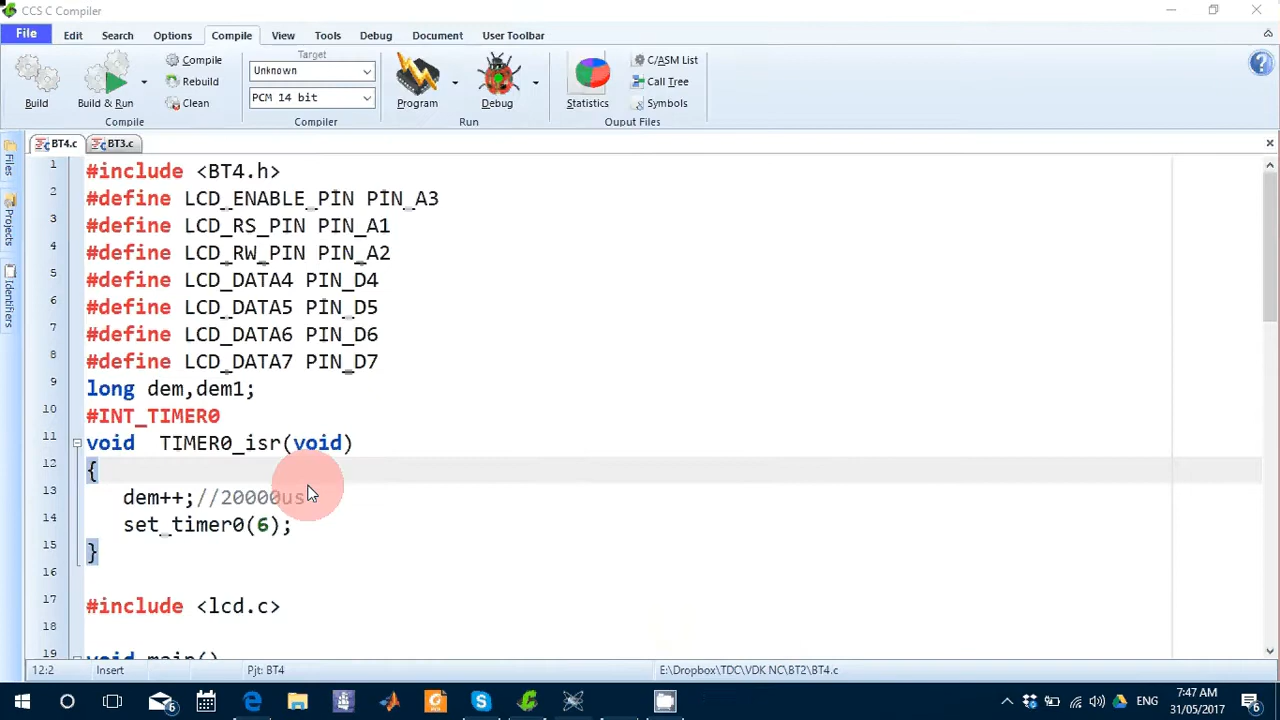 CCS C Compiler
File Edit Search Options Compile View Tools Debug Document User Toolbar
Build
Build & Run
Compile
Rebuild
Clean
Compile
Target
Unknown
PCM 14 bit
Compiler
Program
Debug
Run
Statistics
C/ASM List
Call Tree
Symbols
Ouput Files
BT4.c BT3.c
Files
Projects
Identifiers
1 #include <BT4.h>
2 #define LCD_ENABLE_PIN PIN_A3
3 #define LCD_RS_PIN PIN_A1
4 #define LCD_RW_PIN PIN_A2
5 #define LCD_DATA4 PIN_D4
6 #define LCD_DATA5 PIN_D5
7 #define LCD_DATA6 PIN_D6
8 #define LCD_DATA7 PIN_D7
9 long dem,dem1;
10 #INT_TIMER0
11 void  TIMER0_isr(void)
12 {
13 dem++;//20000us
14 set_timer0(6);
15 }
16
17 #include <lcd.c>
18
19 void main()
12:2 Insert Pjt: BT4 E:\Dropbox\TDC\VDK NC\BT2\BT4.c
6
ENG
7:47 AM
31/05/2017
6